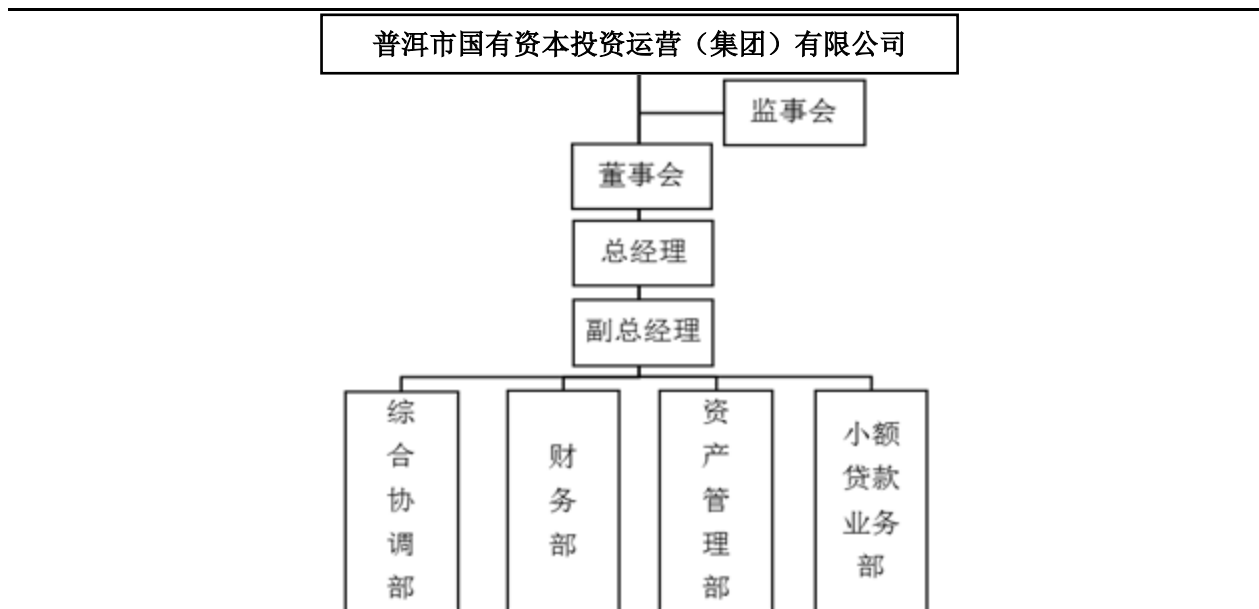 普洱市国有资本投资运营（集团）有限公司
监事会
董事会
总经理
副总经理
综合协调部
财务部
资产管理部
小额
贷款
业务
部